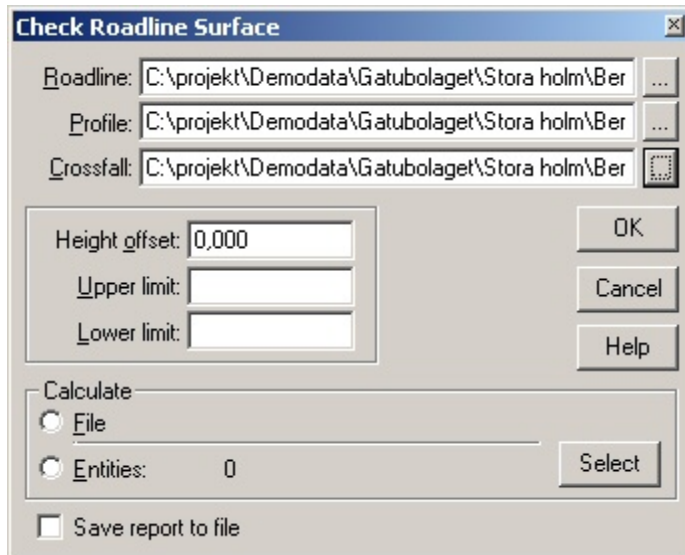 Check Roadline Surface
Roadline: C:\projekt\Demodata\Gatubolaget\Stora holm\Ber ...
Profile: C:\projekt\Demodata\Gatubolaget\Stora holm\Ber ...
Crossfall: C:\projekt\Demodata\Gatubolaget\Stora holm\Ber ...
Height offset: 0,000
OK
Upper limit:
Cancel
Lower limit:
Help
Calculate
File
Entities: 0
Select
Save report to file